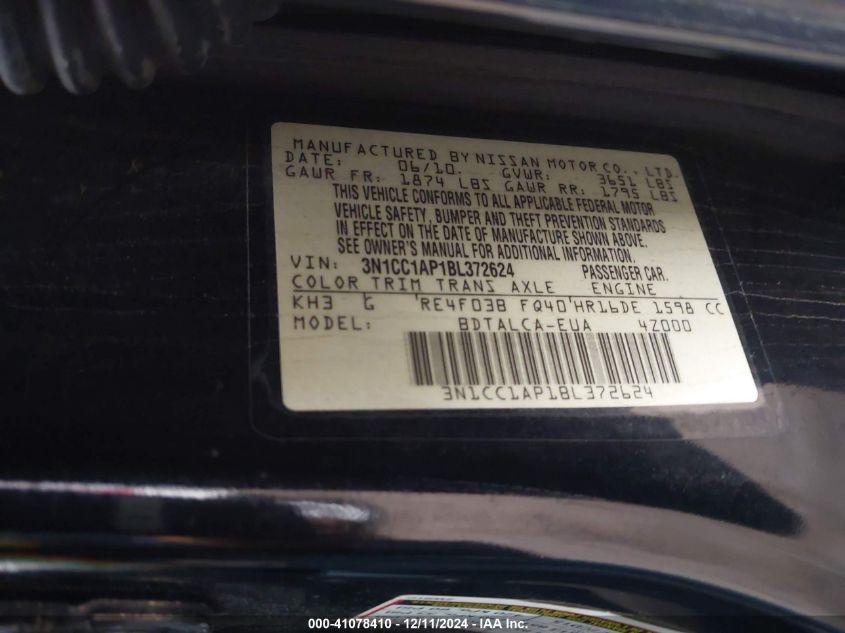 MANUFACTURED BY NISSAN MOTOR CO., LTD.
DATE: 06/10. GVWR: 3651 LBS
GAWR FR: 1874 LBS GAWR RR: 1795 LBS
THIS VEHICLE CONFORMS TO ALL APPLICABLE FEDERAL MOTOR
VEHICLE SAFETY, BUMPER AND THEFT PREVENTION STANDARDS
IN EFFECT ON THE DATE OF MANUFACTURE SHOWN ABOVE.
SEE OWNER'S MANUAL FOR ADDITIONAL INFORMATION.
VIN: 3N1CC1AP1BL372624 PASSENGER CAR.
COLOR TRIM TRANS AXLE ENGINE
KH3 G RE4F03B FQ40 HR16DE 1598 CC
MODEL: BDTALCA-EUA 4Z000
3N1CC1AP1BL372624
000-41078410 - 12/11/2024 - IAA Inc.